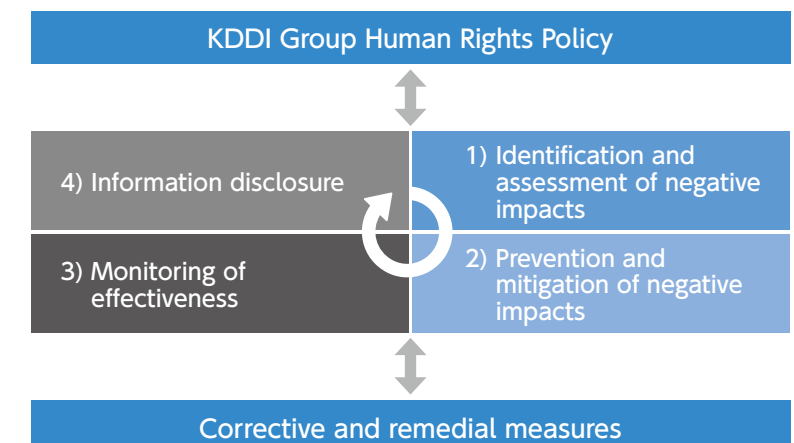 KDDI Group Human Rights Policy
4) Information disclosure
1) Identification and
assessment of negative
impacts
3) Monitoring of
effectiveness
2) Prevention and
mitigation of negative
impacts
Corrective and remedial measures